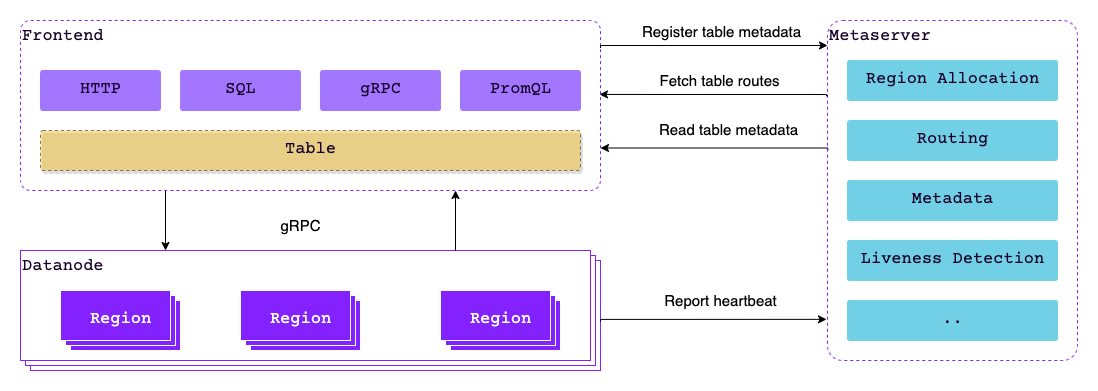 Frontend
HTTP
SQL
gRPC
PromQL
Table
Register table metadata
Fetch table routes
Read table metadata
Metaserver
Region Allocation
Routing
Metadata
Liveness Detection
..
gRPC
Datanode
Region
Region
Region
Report heartbeat